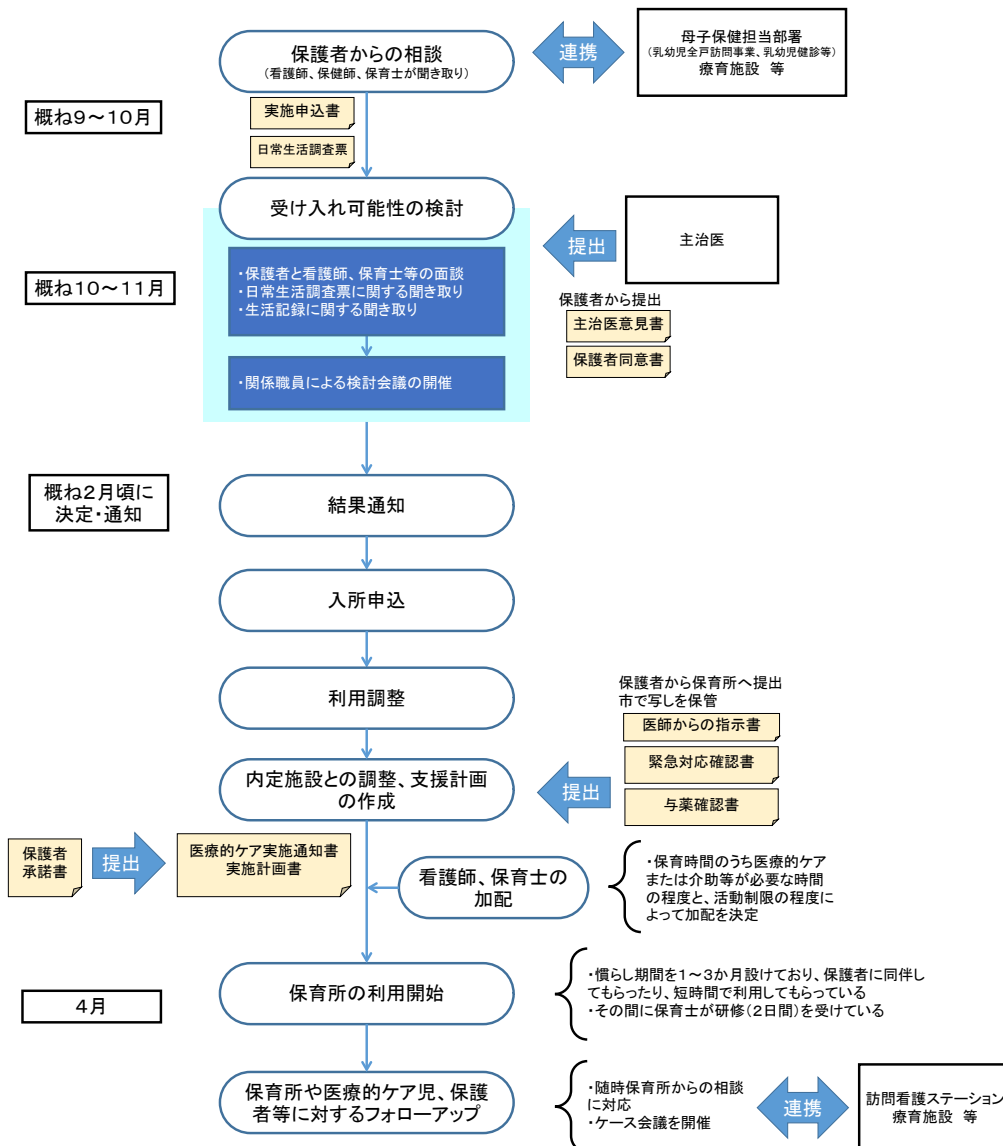 保護者からの相談
（看護師、保健師、保育士が聞き取り）
連携
母子保健担当部署
（乳幼児全戸訪問事業、乳幼児健診等）
療育施設 等
概ね９～１０月
実施申込書
日常生活調査票
受け入れ可能性の検討
提出
主治医
概ね１０～１１月
・保護者と看護師、保育士等の面談
・日常生活調査票に関する聞き取り
・生活記録に関する聞き取り
保護者から提出
主治医意見書
保護者同意書
・関係職員による検討会議の開催
概ね２月頃に
決定・通知
結果通知
入所申込
利用調整
保護者から保育所へ提出
市で写しを保管
医師からの指示書
緊急対応確認書
与薬確認書
内定施設との調整、支援計画
の作成
提出
保護者
承諾書
提出
医療的ケア実施通知書
実施計画書
看護師、保育士の
加配
・保育時間のうち医療的ケア
または介助等が必要な時間
の程度と、活動制限の程度に
よって加配を決定
４月
保育所の利用開始
・慣らし期間を１～３か月設けており、保護者に同伴し
てもらったり、短時間で利用してもらっている
・その間に保育士が研修（２日間）を受けている
保育所や医療的ケア児、保護
者等に対するフォローアップ
・随時保育所からの相談
に対応
・ケース会議を開催
連携
訪問看護ステーション
療育施設 等